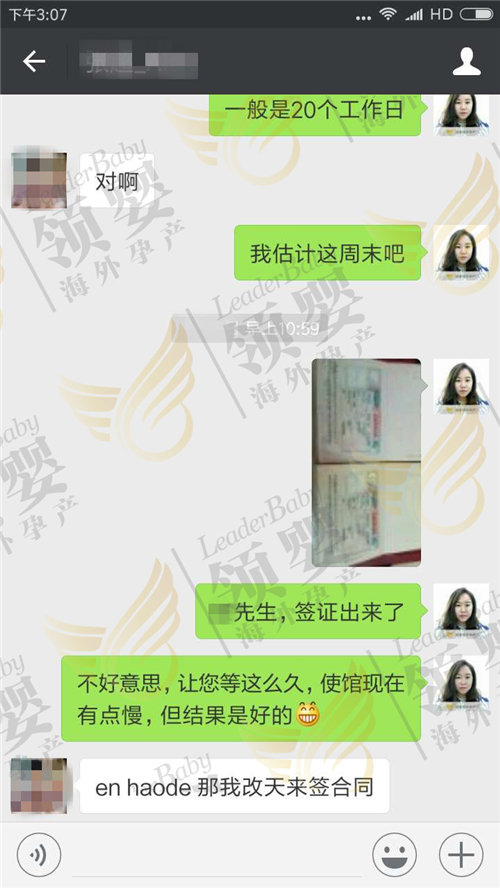 下午3:07
HD
一般是20个工作日
对啊
我估计这周末吧
早上10:59
先生,签证出来了
不好意思,让您等这么久,使馆现在
有点慢,但结果是好的
en haode 那我改天来签合同
LeaderBaby
领婴
海外孕产